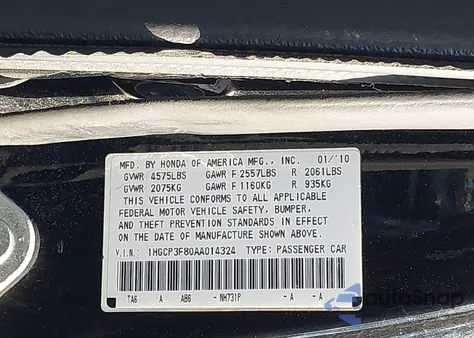 MFD. BY HONDA OF AMERICA MFG., INC. 01/'10
GVWR 4575LBS GAWR F 2557LBS R 2061LBS
GVWR 2075KG GAWR F 1160KG R 935KG
THIS VEHICLE CONFORMS TO ALL APPLICABLE
FEDERAL MOTOR VEHICLE SAFETY, BUMPER,
AND THEFT PREVENTION STANDARDS IN EFFECT
ON THE DATE OF MANUFACTURE SHOWN ABOVE.
V.I.N.: 1HGCP3F80AA014324 TYPE: PASSENGER CAR
TA6 A AB6 - NH731P - A - A
AutoSnap